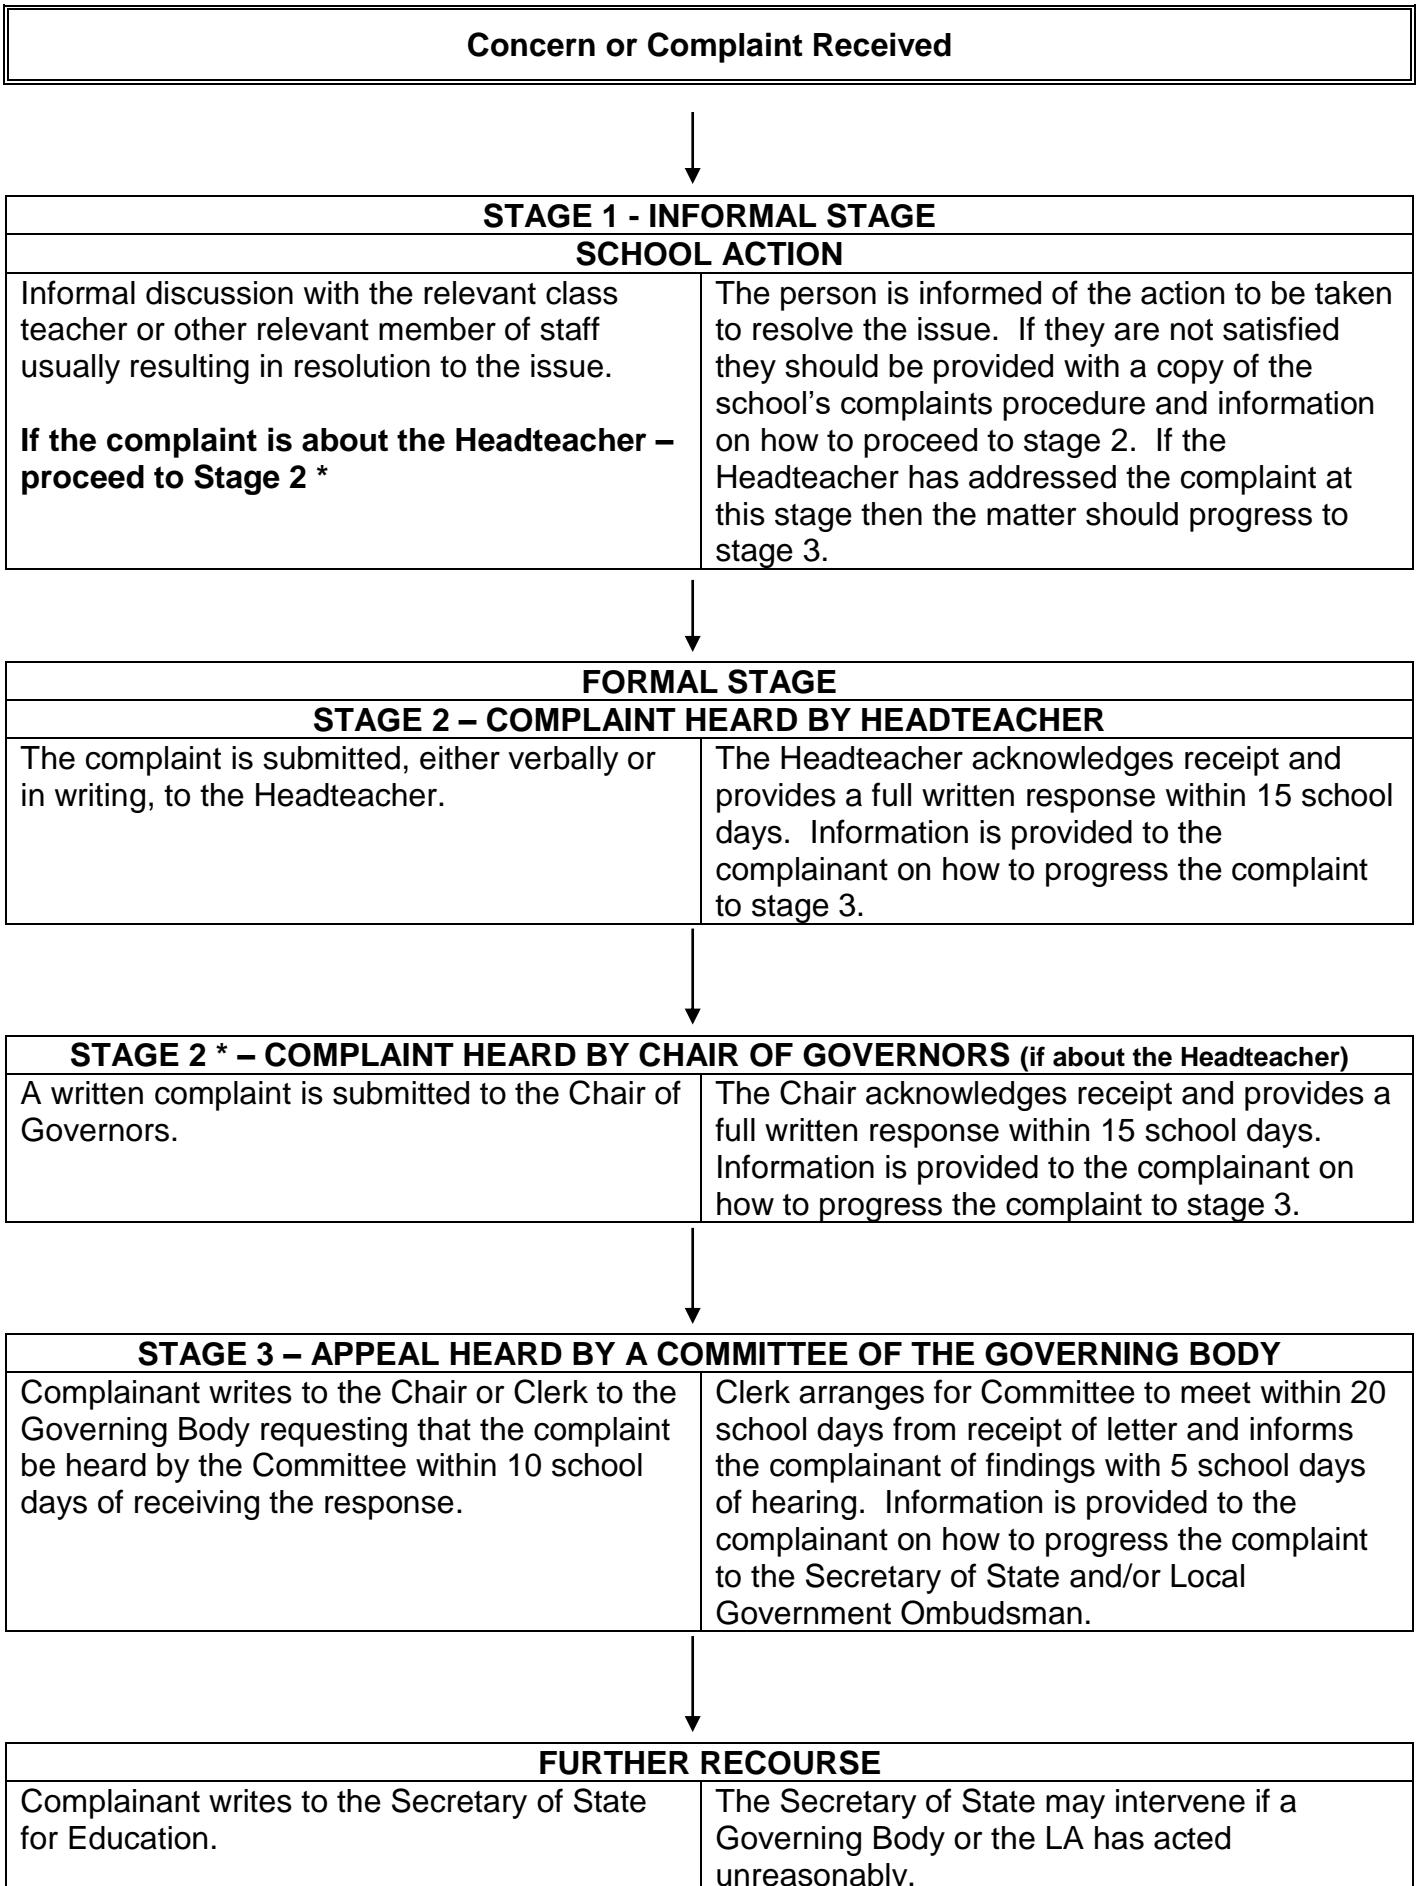 Concern or Complaint Received
STAGE 1 - INFORMAL STAGE
SCHOOL ACTION
Informal discussion with the relevant class
teacher or other relevant member of staff
usually resulting in resolution to the issue.
If the complaint is about the Headteacher –
proceed to Stage 2 *
The person is informed of the action to be taken
to resolve the issue.  If they are not satisfied
they should be provided with a copy of the
school’s complaints procedure and information
on how to proceed to stage 2.  If the
Headteacher has addressed the complaint at
this stage then the matter should progress to
stage 3.
FORMAL STAGE
STAGE 2 – COMPLAINT HEARD BY HEADTEACHER
The complaint is submitted, either verbally or
in writing, to the Headteacher.
The Headteacher acknowledges receipt and
provides a full written response within 15 school
days.  Information is provided to the
complainant on how to progress the complaint
to stage 3.
STAGE 2 * – COMPLAINT HEARD BY CHAIR OF GOVERNORS (if about the Headteacher)
A written complaint is submitted to the Chair of
Governors.
The Chair acknowledges receipt and provides a
full written response within 15 school days.
Information is provided to the complainant on
how to progress the complaint to stage 3.
STAGE 3 – APPEAL HEARD BY A COMMITTEE OF THE GOVERNING BODY
Complainant writes to the Chair or Clerk to the
Governing Body requesting that the complaint
be heard by the Committee within 10 school
days of receiving the response.
Clerk arranges for Committee to meet within 20
school days from receipt of letter and informs
the complainant of findings with 5 school days
of hearing.  Information is provided to the
complainant on how to progress the complaint
to the Secretary of State and/or Local
Government Ombudsman.
FURTHER RECOURSE
Complainant writes to the Secretary of State
for Education.
The Secretary of State may intervene if a
Governing Body or the LA has acted
unreasonably.